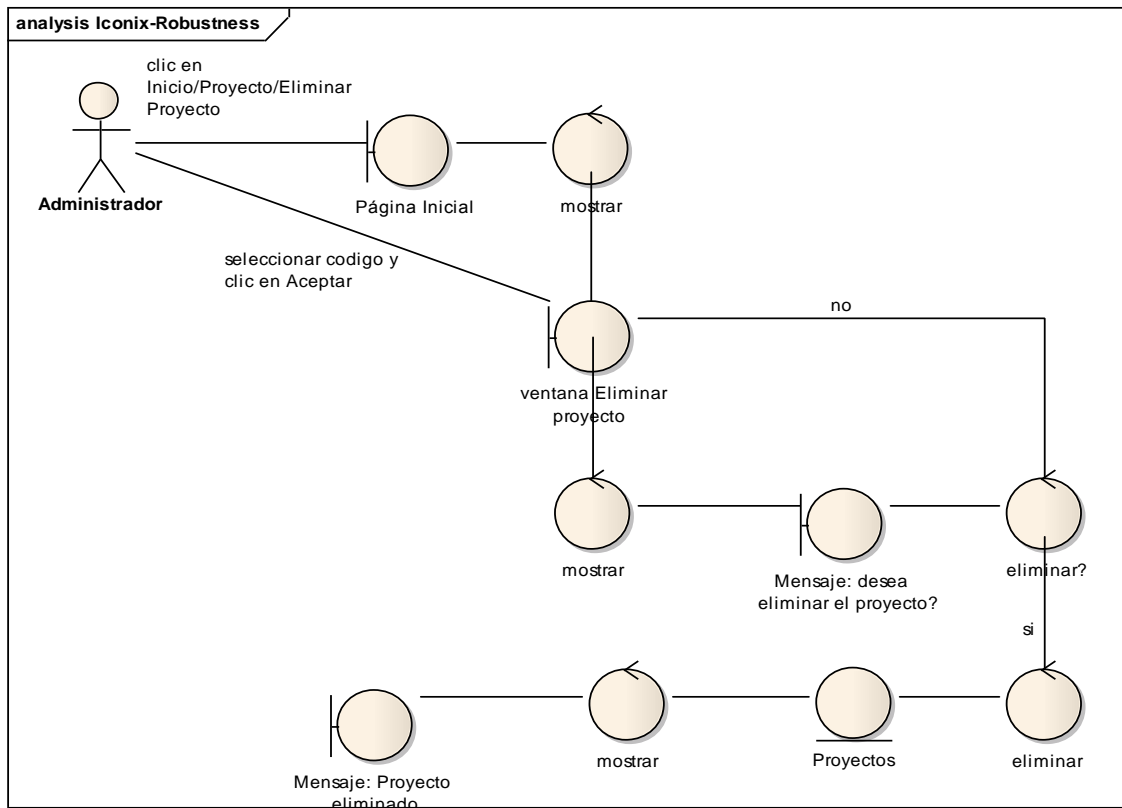 analysis Iconix-Robustness
clic en
Inicio/Proyecto/Eliminar
Proyecto
Administrador
Página Inicial
mostrar
seleccionar codigo y
clic en Aceptar
no
ventana Eliminar
proyecto
mostrar
Mensaje: desea
eliminar el proyecto?
eliminar?
si
Mensaje: Proyecto
eliminado
mostrar
Proyectos
eliminar